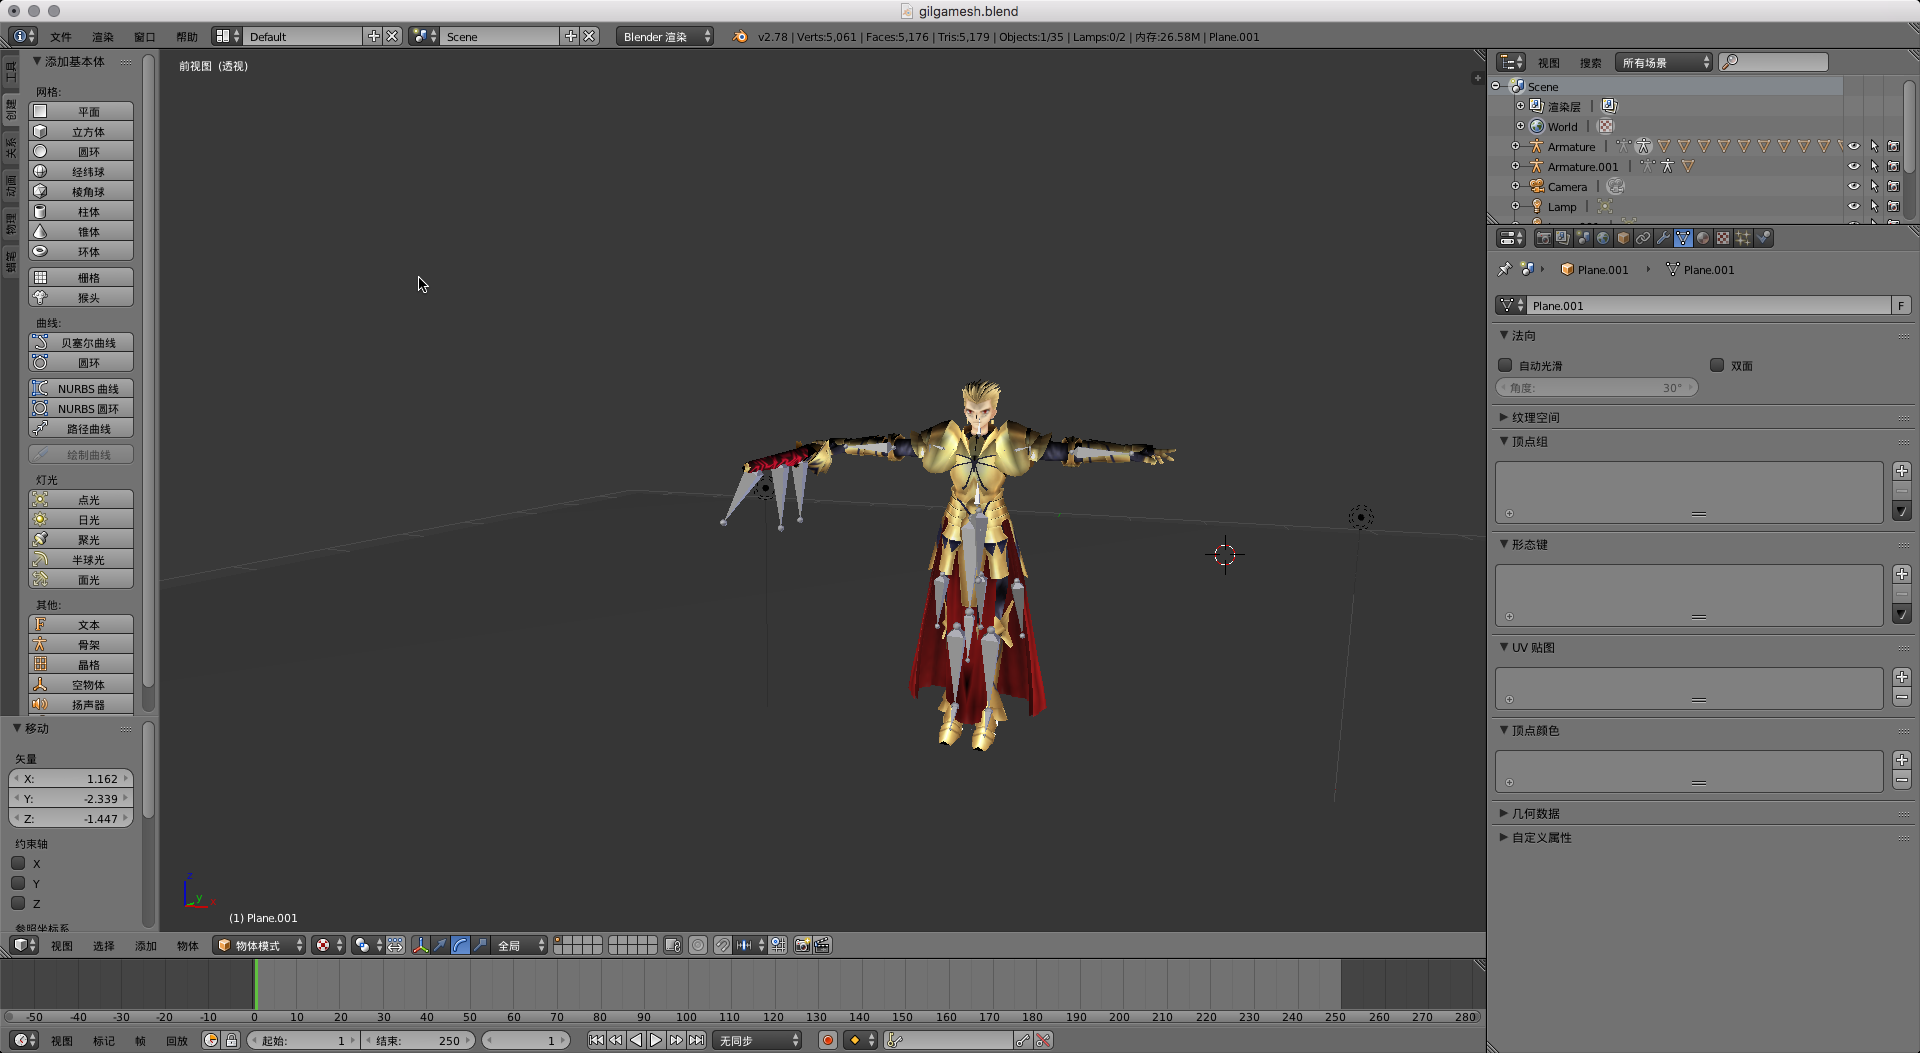 gilgamesh.blend
文件 渲染 窗口 帮助 Default Scene Blender 渲染 v2.78 | Verts:5,061 | Faces:5,176 | Tris:5,179 | Objects:1/35 | Lamps:0/2 | 内存:26.58M | Plane.001
工具
创建
关系
动画
物理
添加基本体
网格:
平面
立方体
圆环
经纬球
棱角球
柱体
锥体
环体
栅格
猴头
曲线:
贝塞尔曲线
圆环
NURBS 曲线
NURBS 圆环
路径曲线
绘制曲线
灯光
点光
日光
聚光
半球光
面光
其他:
文本
骨架
晶格
空物体
扬声器
移动
矢量
X: 1.162
Y: -2.339
Z: -1.447
约束轴
X
Y
Z
参照坐标系
前视图 (透视)
z
y
x
(1) Plane.001
视图 选择 添加 物体 物体模式 全局
-50 -40 -30 -20 -10 0 10 20 30 40 50 60 70 80 90 100 110 120 130 140 150 160 170 180 190 200 210 220 230 240 250 260 270 280
视图 标记 帧 回放 起始: 1 结束: 250 1 无同步
视图 搜索 所有场景
Scene
渲染层
World
Armature
Armature.001
Camera
Lamp
Plane.001 Plane.001
Plane.001 F
法向
自动光滑 双面
角度: 30°
纹理空间
顶点组
形态键
UV 贴图
顶点颜色
几何数据
自定义属性